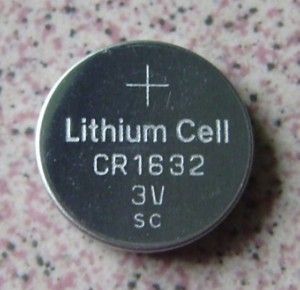 +
Lithium Cell
CR1632
3V
SC